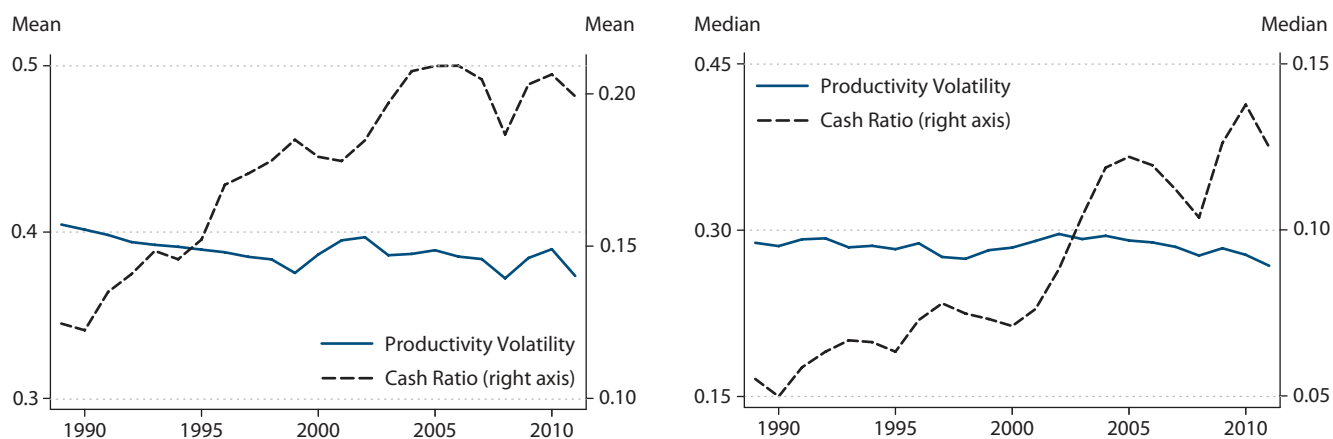 Mean
Mean
0.5
0.4
0.3
0.20
0.15
0.10
Productivity Volatility
Cash Ratio (right axis)
1990 1995 2000 2005 2010
Median
Median
0.45
0.30
0.15
0.15
0.10
0.05
Productivity Volatility
Cash Ratio (right axis)
1990 1995 2000 2005 2010